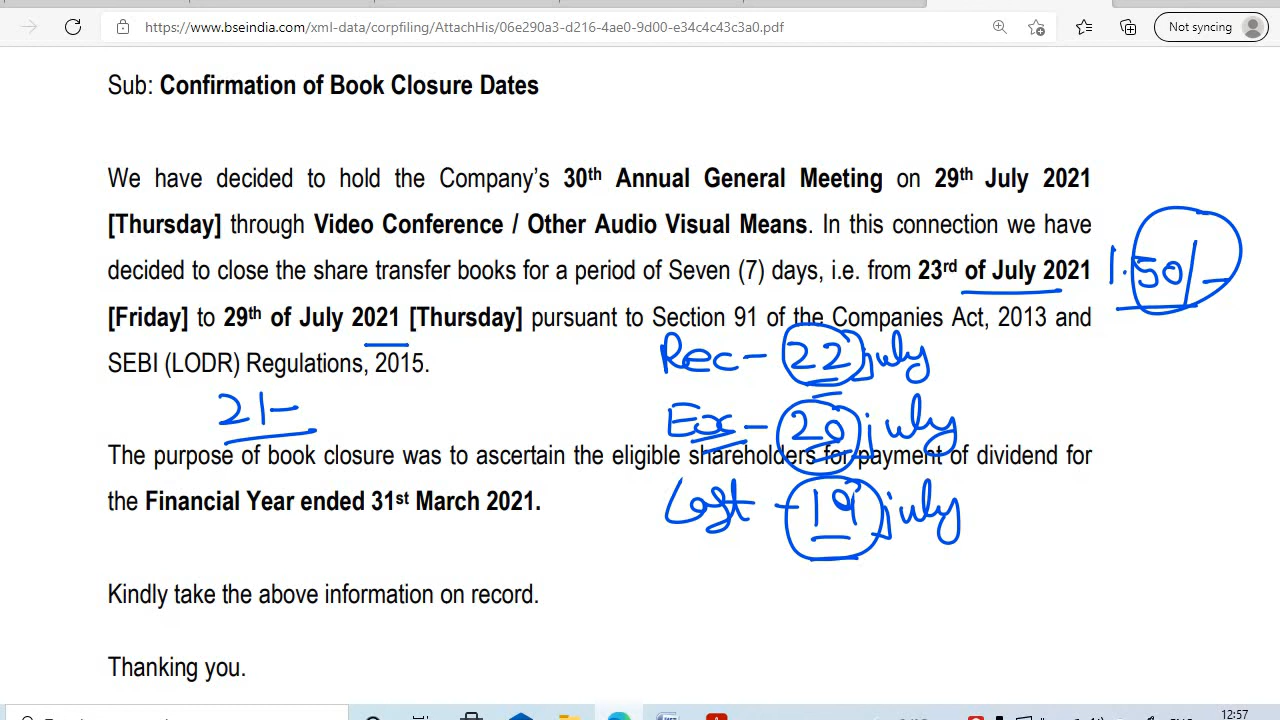 https://www.bseindia.com/xml-data/corpfiling/AttachHis/06e290a3-d216-4ae0-9d00-e34c4c43c3a0.pdf
Not syncing
Sub: Confirmation of Book Closure Dates
We have decided to hold the Company's 30th Annual General Meeting on 29th July 2021
[Thursday] through Video Conference / Other Audio Visual Means. In this connection we have
decided to close the share transfer books for a period of Seven (7) days, i.e. from 23rd of July 2021
1.50/-
[Friday] to 29th of July 2021 [Thursday] pursuant to Section 91 of the Companies Act, 2013 and
SEBI (LODR) Regulations, 2015.
Rec - 22 july
21-
Ex - 20 july
The purpose of book closure was to ascertain the eligible shareholders for payment of dividend for
the Financial Year ended 31st March 2021.
Last - 19 july
Kindly take the above information on record.
Thanking you.
12:57